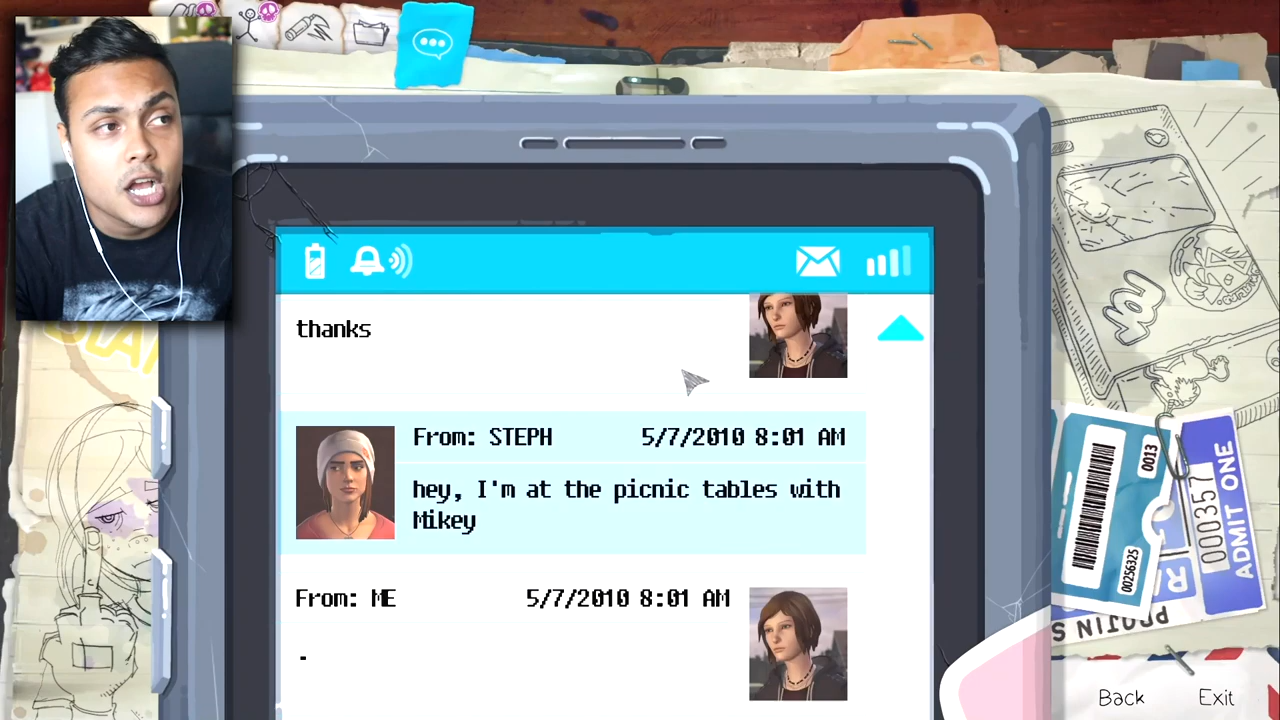 thanks
From: STEPH 5/7/2010 8:01 AM
hey, I'm at the picnic tables with
Mikey
From: ME 5/7/2010 8:01 AM
.
0013
00256325
000357
ADMIT ONE
Back Exit